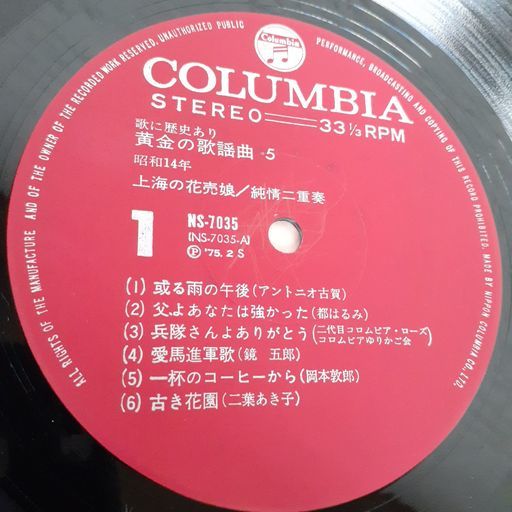 Columbia
COLUMBIA
STEREO 33 1/3 RPM
歌に歴史あり
黄金の歌謡曲 5
昭和14年
上海の花売娘/純情二重奏
1
NS-7035
(NS-7035-A)
Ⓟ '75. 2 S
(1) 或る雨の午後(アントニオ古賀)
(2) 父よあなたは強かった(都はるみ)
(3) 兵隊さんよありがとう(二代目コロムビア・ローズ
コロムビアゆりかご会)
(4) 愛馬進軍歌(鏡 五郎)
(5) 一杯のコーヒーから(岡本敦郎)
(6) 古き花園(二葉あき子)
ALL RIGHTS OF THE MANUFACTURE AND OF THE OWNER OF THE RECORDED WORK RESERVED. UNAUTHORIZED PUBLIC PERFORMANCE, BROADCASTING AND COPYING OF THIS RECORD PROHIBITED. MADE BY NIPPON COLUMBIA CO., LTD.